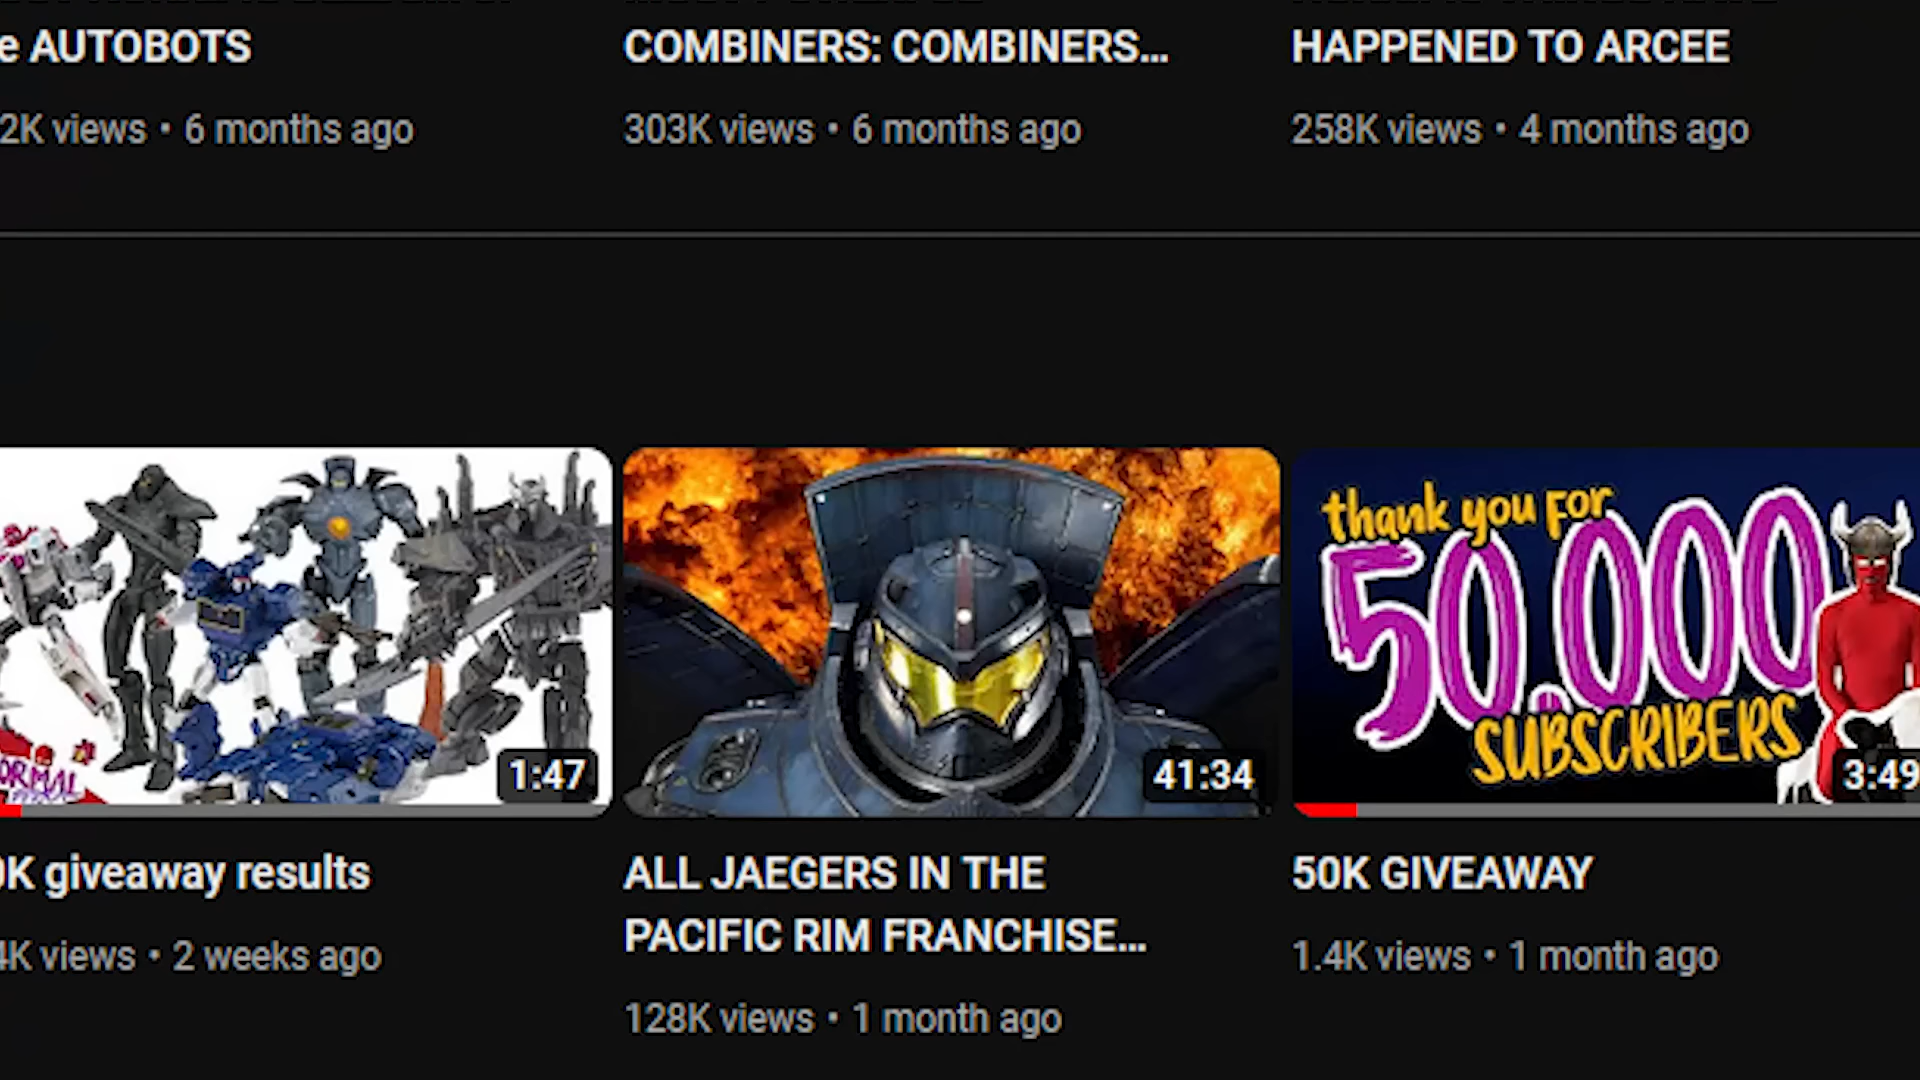 e AUTOBOTS
COMBINERS: COMBINERS...
HAPPENED TO ARCEE
2K views • 6 months ago
303K views • 6 months ago
258K views • 4 months ago
thank you for
50.000
SUBSCRIBERS
1:47
41:34
3:49
K giveaway results
ALL JAEGERS IN THE
PACIFIC RIM FRANCHISE...
50K GIVEAWAY
4K views • 2 weeks ago
128K views • 1 month ago
1.4K views • 1 month ago